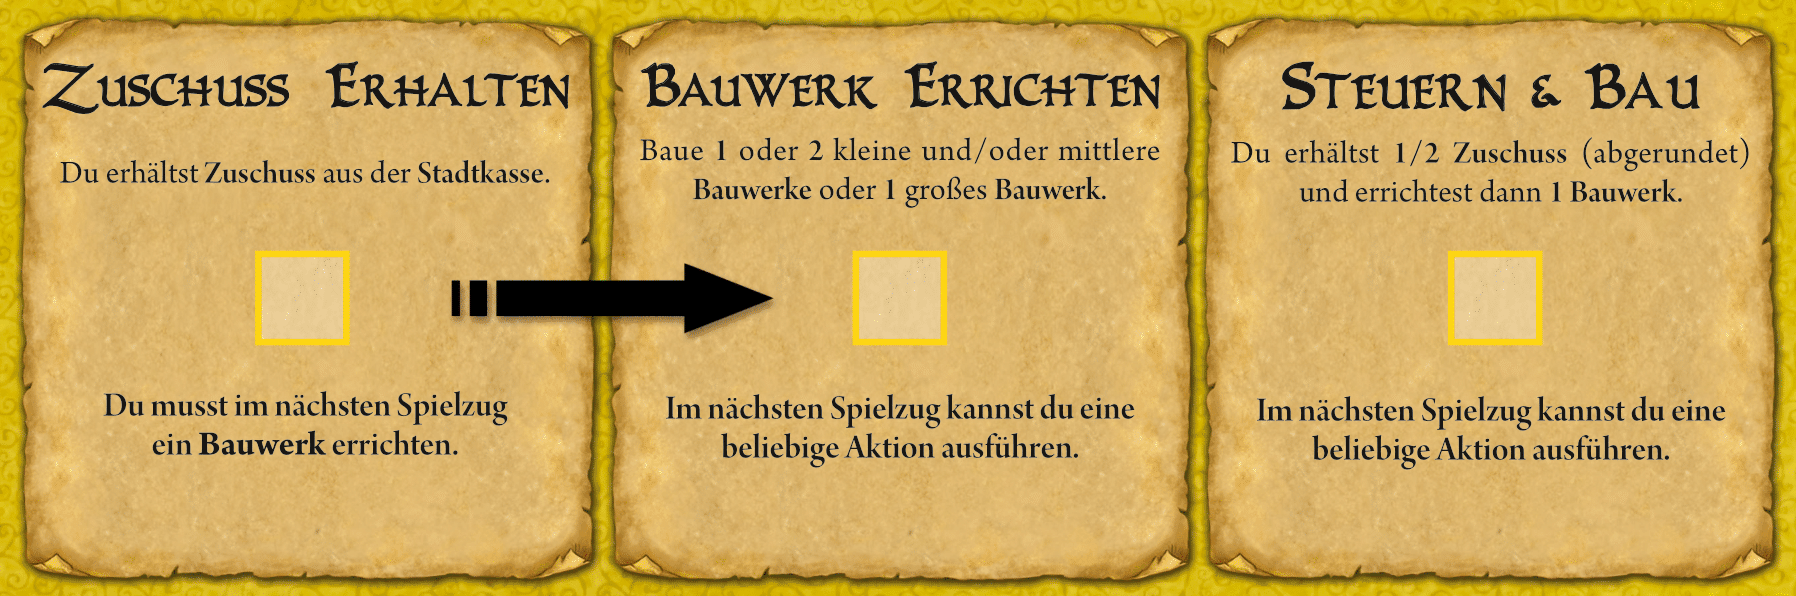 Zuschuss Erhalten
Du erhältst Zuschuss aus der Stadtkasse.
Du musst im nächsten Spielzug
ein Bauwerk errichten.
Bauwerk Errichten
Baue 1 oder 2 kleine und/oder mittlere
Bauwerke oder 1 großes Bauwerk.
Im nächsten Spielzug kannst du eine
beliebige Aktion ausführen.
Steuern & Bau
Du erhältst 1/2 Zuschuss (abgerundet)
und errichtest dann 1 Bauwerk.
Im nächsten Spielzug kannst du eine
beliebige Aktion ausführen.